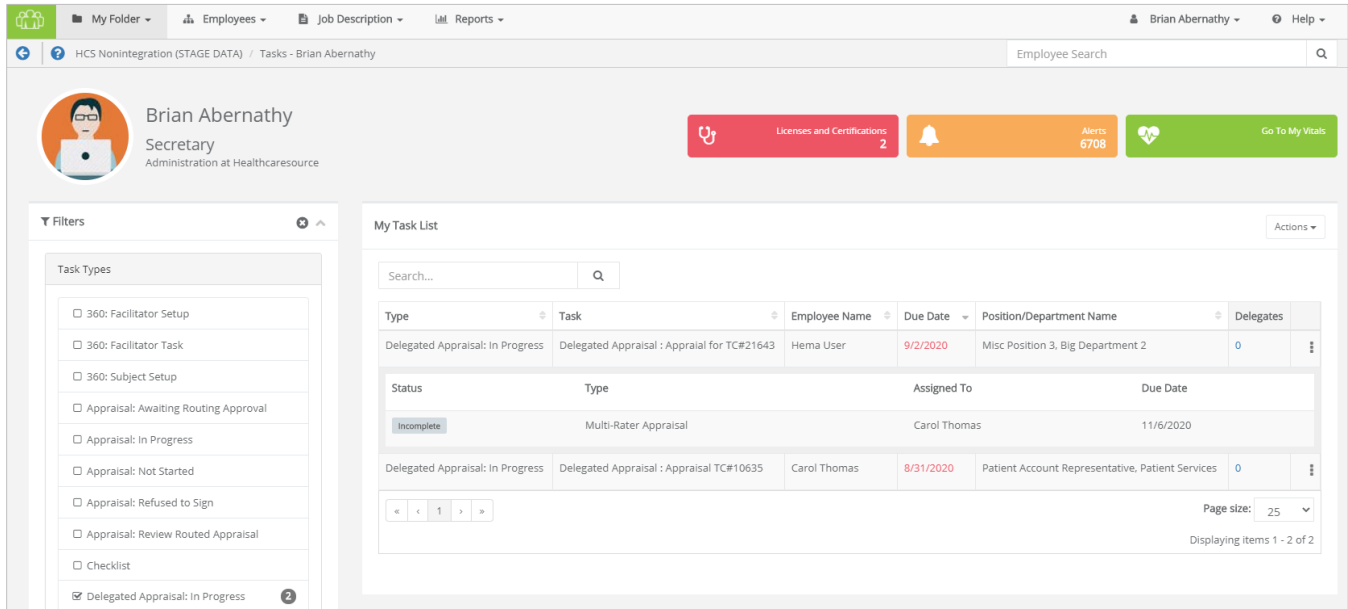 My Folder Employees Job Description Reports Brian Abernathy Help
HCS Nonintegration (STAGE DATA) / Tasks - Brian Abernathy Employee Search
Brian Abernathy
Secretary
Administration at Healthcaresource
Licenses and Certifications
2
Alerts
6708
Go To My Vitals
Filters
Task Types
360: Facilitator Setup
360: Facilitator Task
360: Subject Setup
Appraisal: Awaiting Routing Approval
Appraisal: In Progress
Appraisal: Not Started
Appraisal: Refused to Sign
Appraisal: Review Routed Appraisal
Checklist
Delegated Appraisal: In Progress 2
My Task List Actions
Search...
Type Task Employee Name Due Date Position/Department Name Delegates
Delegated Appraisal: In Progress Delegated Appraisal : Appraial for TC#21643 Hema User 9/2/2020 Misc Position 3, Big Department 2 0
Status Type Assigned To Due Date
Incomplete Multi-Rater Appraisal Carol Thomas 11/6/2020
Delegated Appraisal: In Progress Delegated Appraisal : Appraisal TC#10635 Carol Thomas 8/31/2020 Patient Account Representative, Patient Services 0
« ‹ 1 › » Page size: 25
Displaying items 1 - 2 of 2